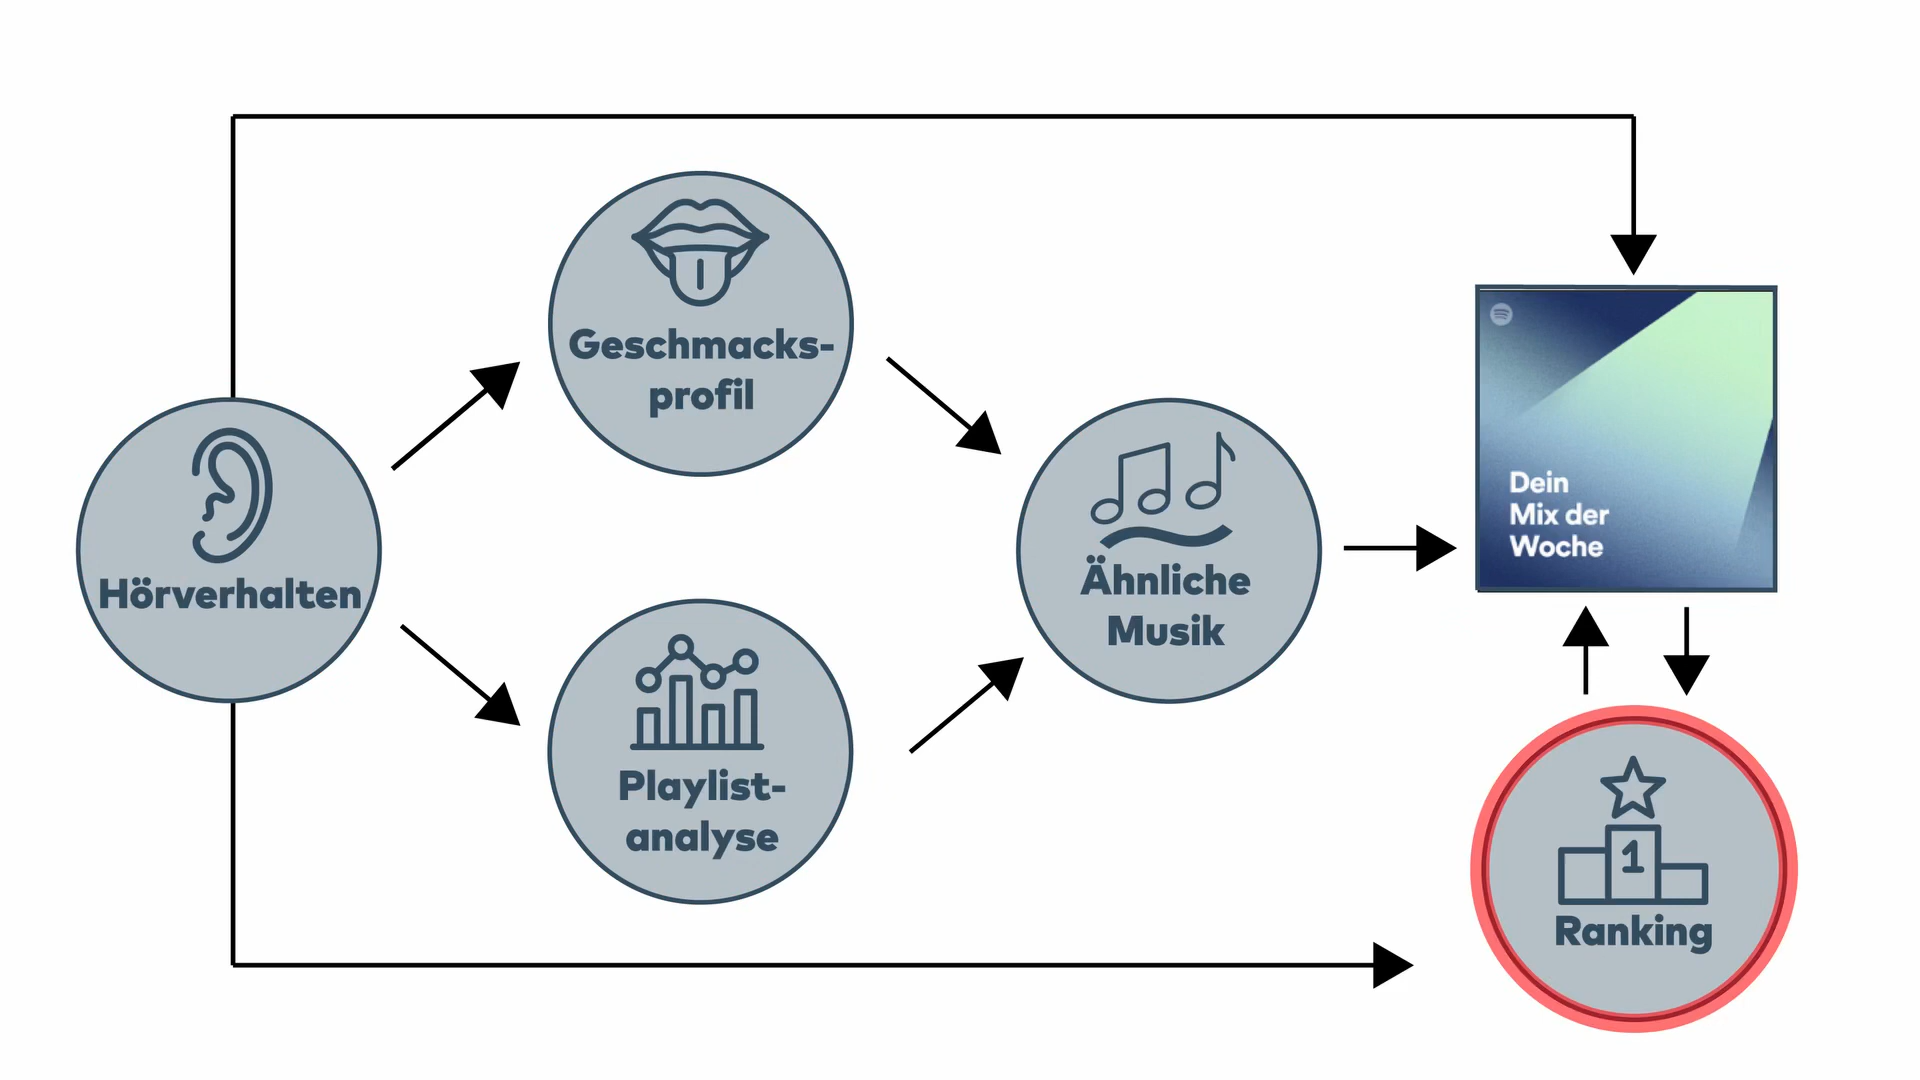 Geschmacks-
profil
Hörverhalten
Ähnliche
Musik
Dein
Mix der
Woche
Playlist-
analyse
1
Ranking